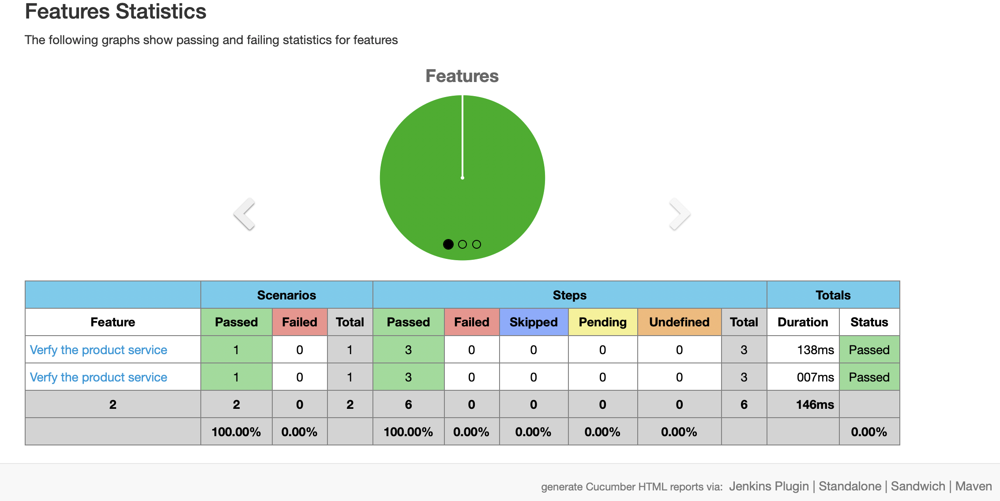 Features Statistics
The following graphs show passing and failing statistics for features
Features
Scenarios Steps Totals
Feature Passed Failed Total Passed Failed Skipped Pending Undefined Total Duration Status
Verfy the product service 1 0 1 3 0 0 0 0 3 138ms Passed
Verfy the product service 1 0 1 3 0 0 0 0 3 007ms Passed
2 2 0 2 6 0 0 0 0 6 146ms
100.00% 0.00% 100.00% 0.00% 0.00% 0.00% 0.00% 0.00%
generate Cucumber HTML reports via: Jenkins Plugin | Standalone | Sandwich | Maven